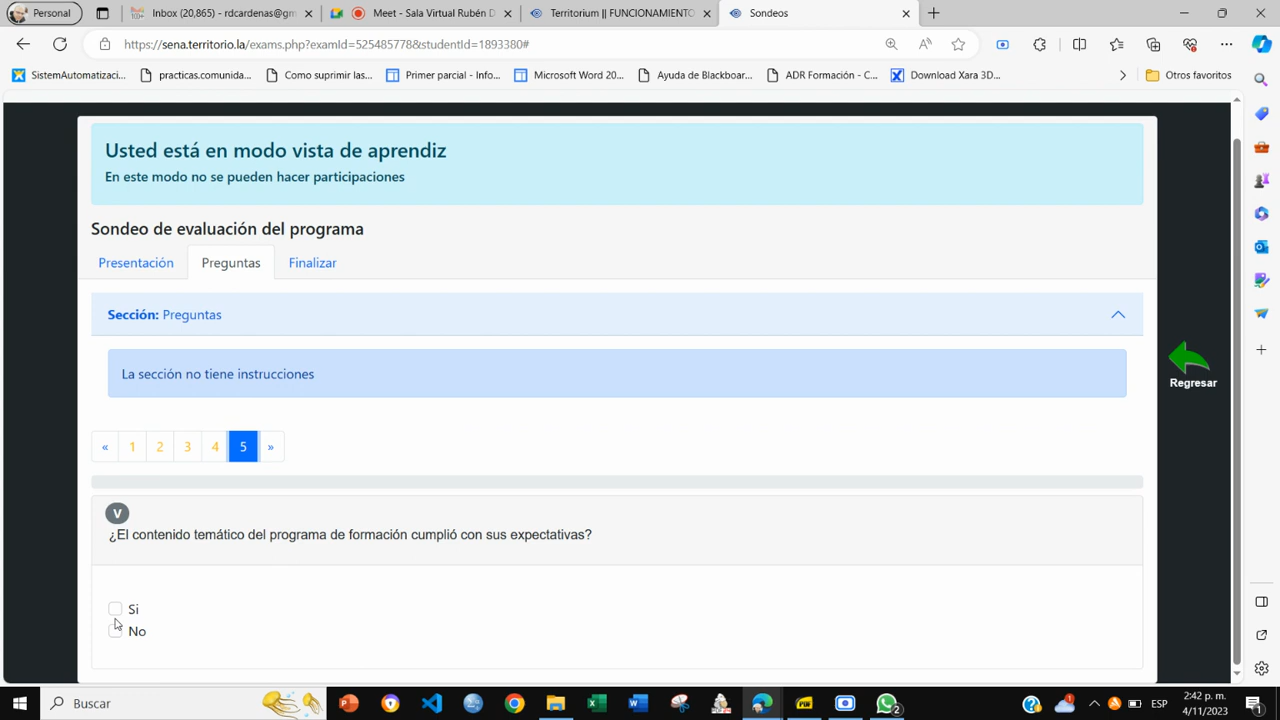 Personal
Inbox (20,865) - rdcardenas@gm
Meet - Sala Virtual Rubén D
Territorium || FUNCIONAMIENTO
Sondeos
https://sena.territorio.la/exams.php?examId=525485778&studentId=1893380#
SistemAutomatizaci...
practicas.comunida...
Como suprimir las...
Primer parcial - Info...
Microsoft Word 20...
Ayuda de Blackboar...
ADR Formación - C...
Download Xara 3D...
Otros favoritos
Usted está en modo vista de aprendiz
En este modo no se pueden hacer participaciones
Sondeo de evaluación del programa
Presentación Preguntas Finalizar
Sección: Preguntas
La sección no tiene instrucciones
Regresar
« 1 2 3 4 5 »
V
¿El contenido temático del programa de formación cumplió con sus expectativas?
Si
No
Buscar
ESP
2:42 p. m.
4/11/2023